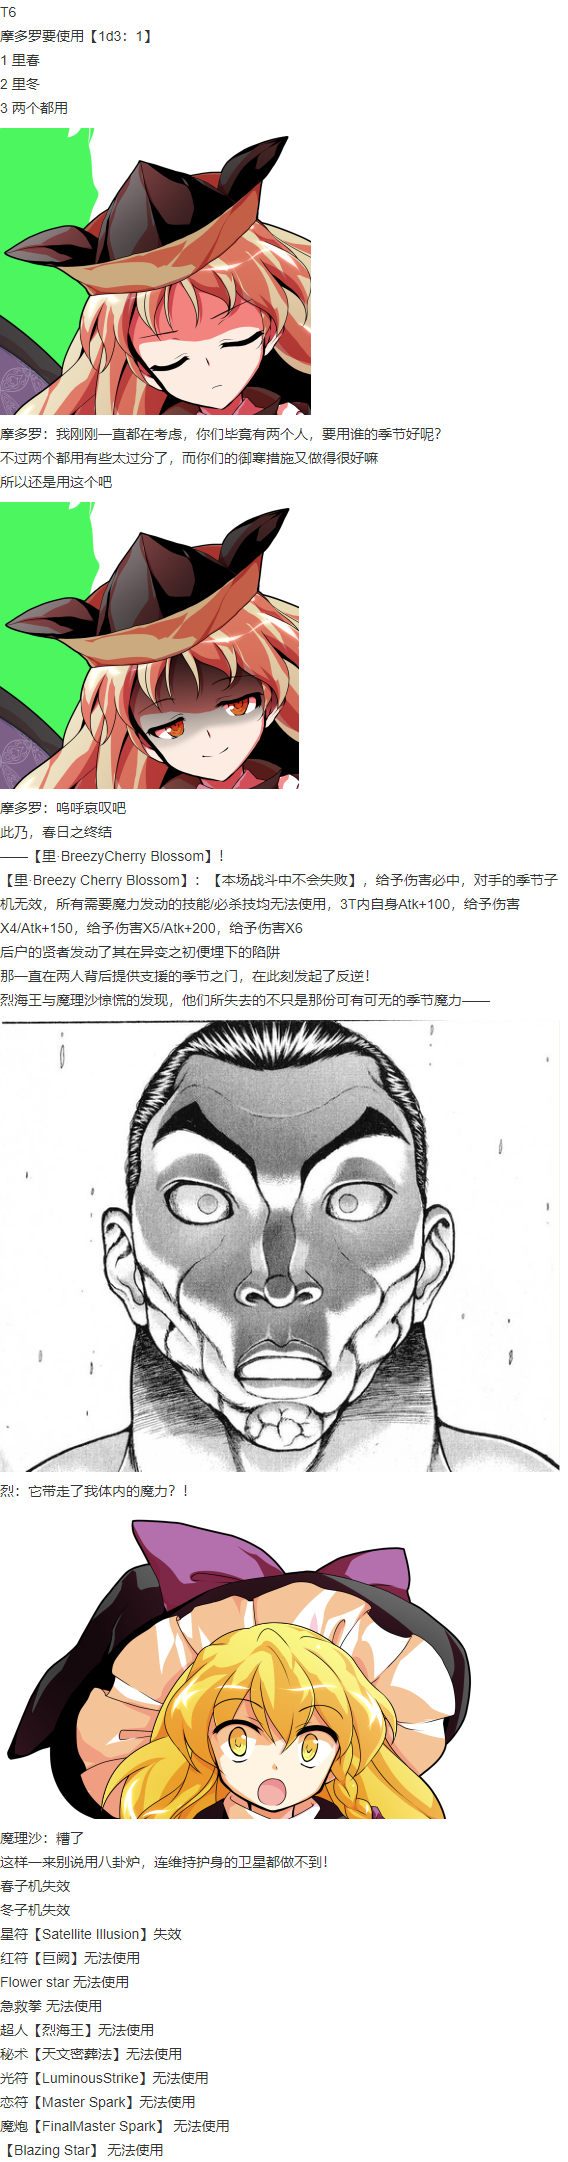 T6
摩多罗要使用【1d3：1】
1 里春
2 里冬
3 两个都用
摩多罗：我刚刚一直都在考虑，你们毕竟有两个人，要用谁的季节好呢？
不过两个都用有些太过分了，而你们的御寒措施又做得很好嘛
所以还是用这个吧
摩多罗：呜呼哀叹吧
此乃，春日之终结
——【里·BreezyCherry Blossom】！
【里·Breezy Cherry Blossom】：【本场战斗中不会失败】，给予伤害必中，对手的季节子
机无效，所有需要魔力发动的技能/必杀技均无法使用，3T内自身Atk+100，给予伤害
X4/Atk+150，给予伤害X5/Atk+200，给予伤害X6
后户的贤者发动了其在异变之初便埋下的陷阱
那一直在两人背后提供支援的季节之门，在此刻发起了反逆！
烈海王与魔理沙惊慌的发现，他们所失去的不只是那份可有可无的季节魔力——
烈：它带走了我体内的魔力？！
魔理沙：糟了
这样一来别说用八卦炉，连维持护身的卫星都做不到！
春子机失效
冬子机失效
星符【Satellite Illusion】失效
红符【巨阙】无法使用
Flower star 无法使用
急救拳 无法使用
超人【烈海王】无法使用
秘术【天文密葬法】无法使用
光符【LuminousStrike】无法使用
恋符【Master Spark】无法使用
魔炮【FinalMaster Spark】 无法使用
【Blazing Star】 无法使用